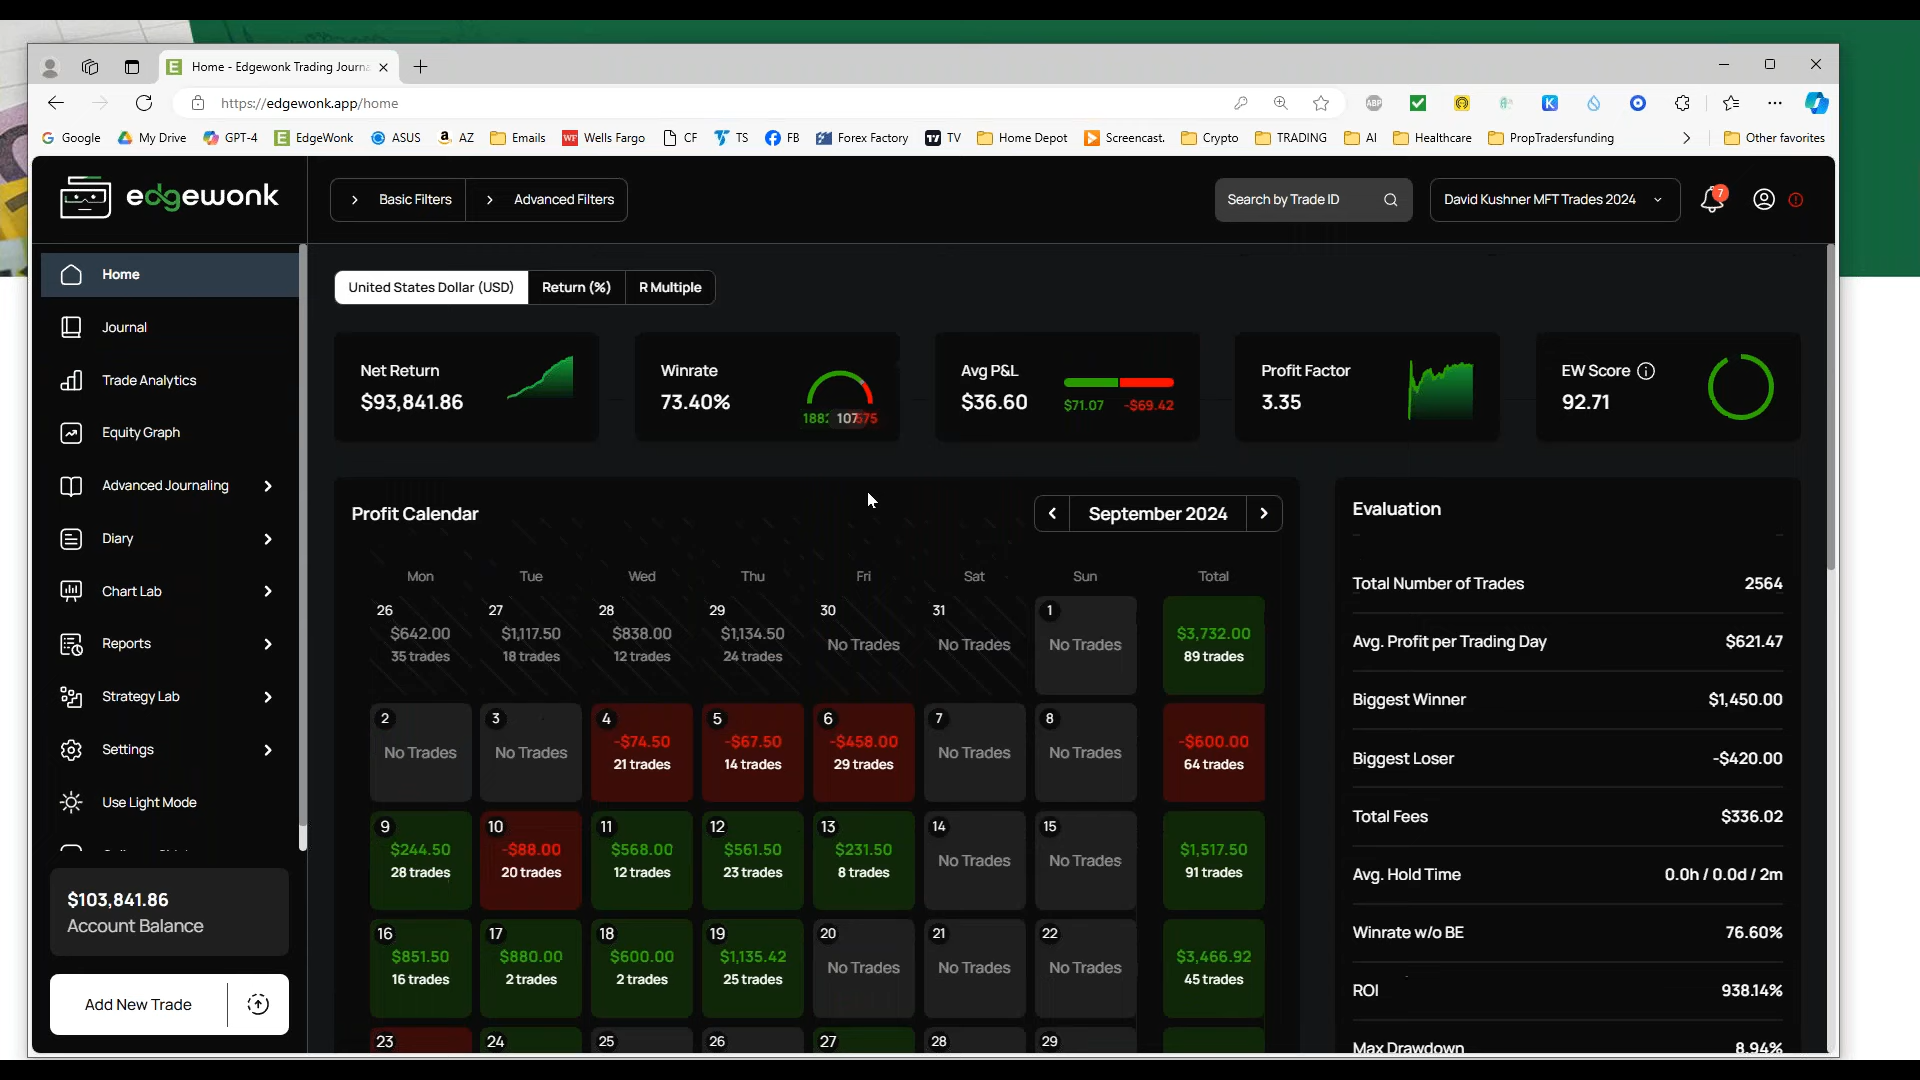 Home - Edgewonk Trading Journa
https://edgewonk.app/home
ABP
K
Google
My Drive
GPT-4
EdgeWonk
ASUS
AZ
Emails
WF Wells Fargo
CF
TS
FB
Forex Factory
TV
Home Depot
Screencast.
Crypto
TRADING
AI
Healthcare
PropTradersfunding
Other favorites
edgewonk
Basic Filters
Advanced Filters
Search by Trade ID
David Kushner MFT Trades 2024
7
Home
Journal
Trade Analytics
Equity Graph
Advanced Journaling
Diary
Chart Lab
Reports
Strategy Lab
Settings
Use Light Mode
$103,841.86
Account Balance
Add New Trade
United States Dollar (USD) Return (%) R Multiple
Net Return
$93,841.86
Winrate
73.40%
1882 107 575
Avg P&L
$36.60
$71.07 -$69.42
Profit Factor
3.35
EW Score
92.71
Profit Calendar
September 2024
Mon Tue Wed Thu Fri Sat Sun Total
26 27 28 29 30 31 1
$642.00 $1,117.50 $838.00 $1,134.50 No Trades No Trades No Trades $3,732.00
35 trades 18 trades 12 trades 24 trades 89 trades
2 3 4 5 6 7 8
No Trades No Trades -$74.50 -$67.50 -$458.00 No Trades No Trades -$600.00
21 trades 14 trades 29 trades 64 trades
9 10 11 12 13 14 15
$244.50 -$88.00 $568.00 $561.50 $231.50 No Trades No Trades $1,517.50
28 trades 20 trades 12 trades 23 trades 8 trades 91 trades
16 17 18 19 20 21 22
$851.50 $880.00 $600.00 $1,135.42 No Trades No Trades No Trades $3,466.92
16 trades 2 trades 2 trades 25 trades 45 trades
23 24 25 26 27 28 29
Evaluation
Total Number of Trades 2564
Avg. Profit per Trading Day $621.47
Biggest Winner $1,450.00
Biggest Loser -$420.00
Total Fees $336.02
Avg. Hold Time 0.0h / 0.0d / 2m
Winrate w/o BE 76.60%
ROI 938.14%
Max Drawdown 8.94%